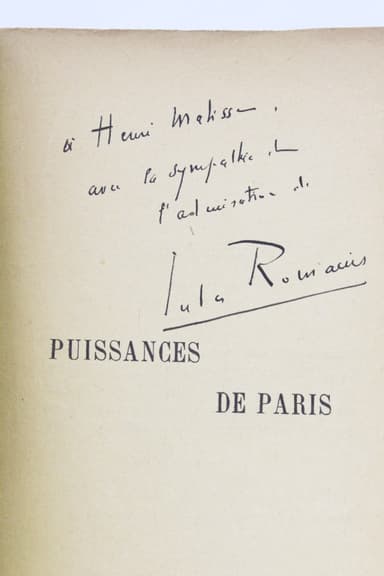 à Henri Matisse,
avec la sympathie et
l'admiration de
Jules Romains
PUISSANCES
DE PARIS